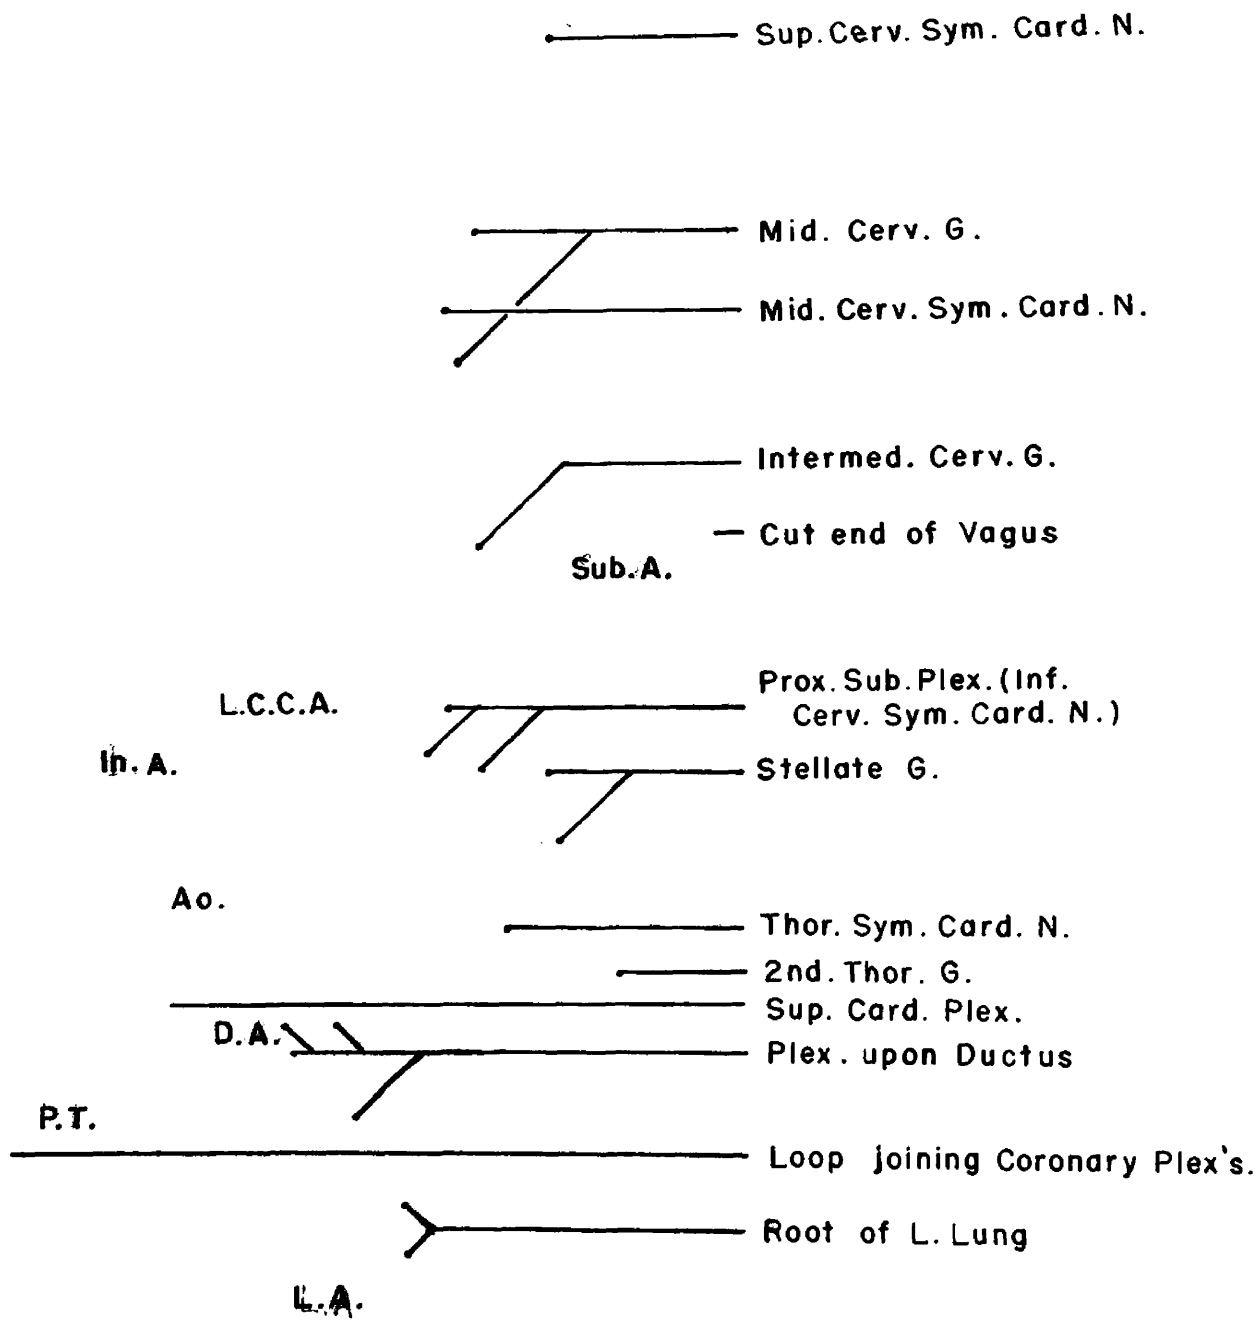 Sup. Cerv. Sym. Card. N.
Mid. Cerv. G.
Mid. Cerv. Sym. Card. N.
Intermed. Cerv. G.
Cut end of Vagus
Sub. A.
Prox. Sub. Plex. (Inf.
Cerv. Sym. Card. N.)
L.C.C.A.
In. A.
Stellate G.
Ao.
Thor. Sym. Card. N.
2nd. Thor. G.
Sup. Card. Plex.
D.A.
Plex. upon Ductus
P.T.
Loop joining Coronary Plex's.
Root of L. Lung
L.A.